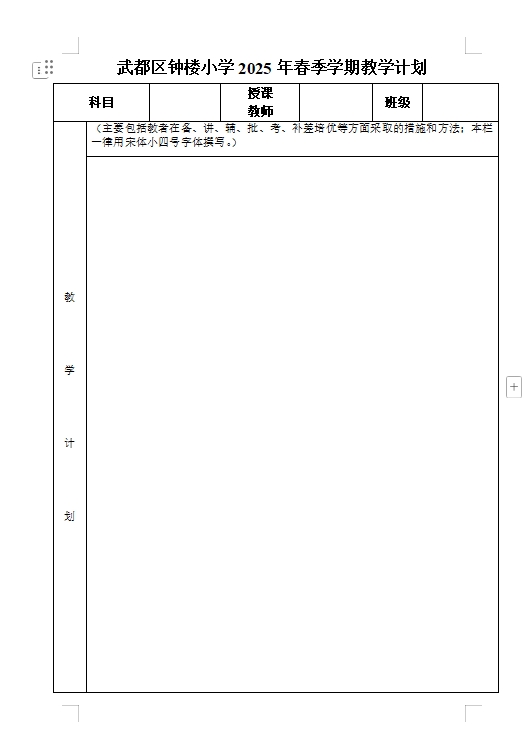 武都区钟楼小学2025年春季学期教学计划
科目
授课
教师
班级
（主要包括教者在备、讲、辅、批、考、补差培优等方面采取的措施和方法；本栏
一律用宋体小四号字体撰写。）
教
学
计
划